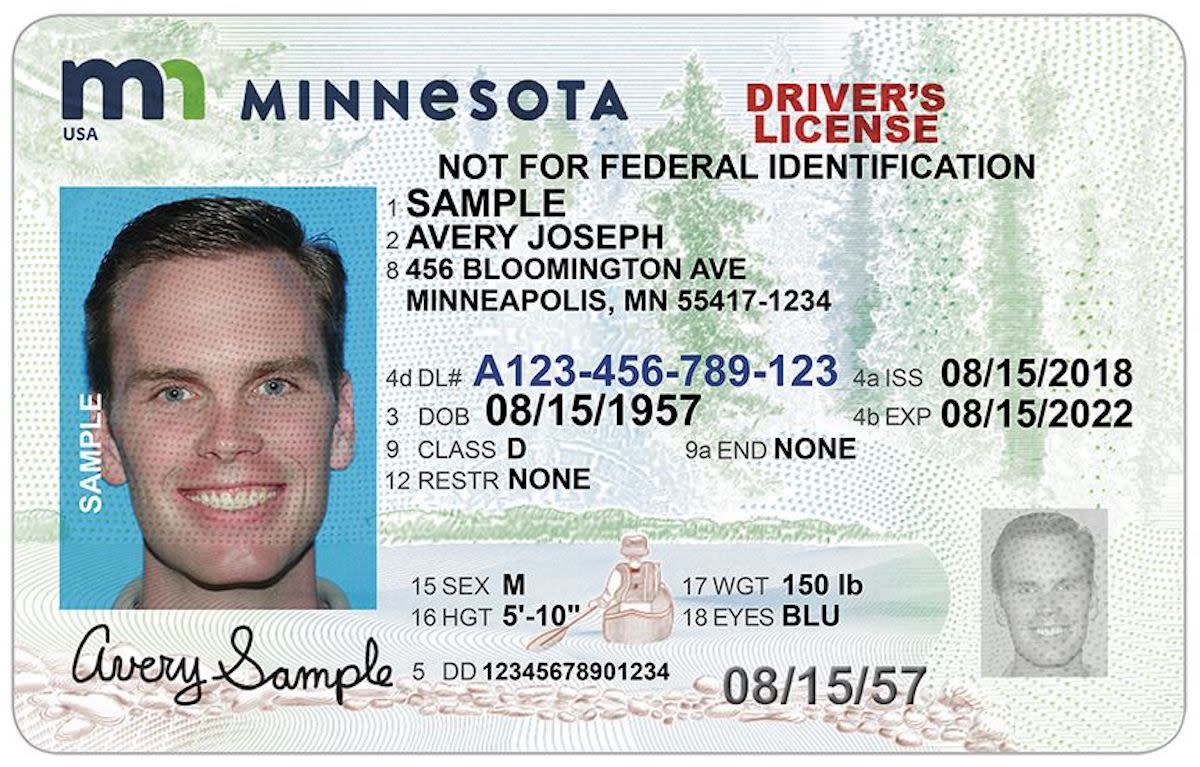 mn
USA
MINNeSOTA
DRIVER'S
LICENSE
NOT FOR FEDERAL IDENTIFICATION
1 SAMPLE
2 AVERY JOSEPH
8 456 BLOOMINGTON AVE
MINNEAPOLIS, MN 55417-1234
4d DL# A123-456-789-123 4a ISS 08/15/2018
3 DOB 08/15/1957 4b EXP 08/15/2022
9 CLASS D 9a END NONE
12 RESTR NONE
SAMPLE
15 SEX M 17 WGT 150 lb
16 HGT 5'-10" 18 EYES BLU
Avery Sample
5 DD 12345678901234
08/15/57